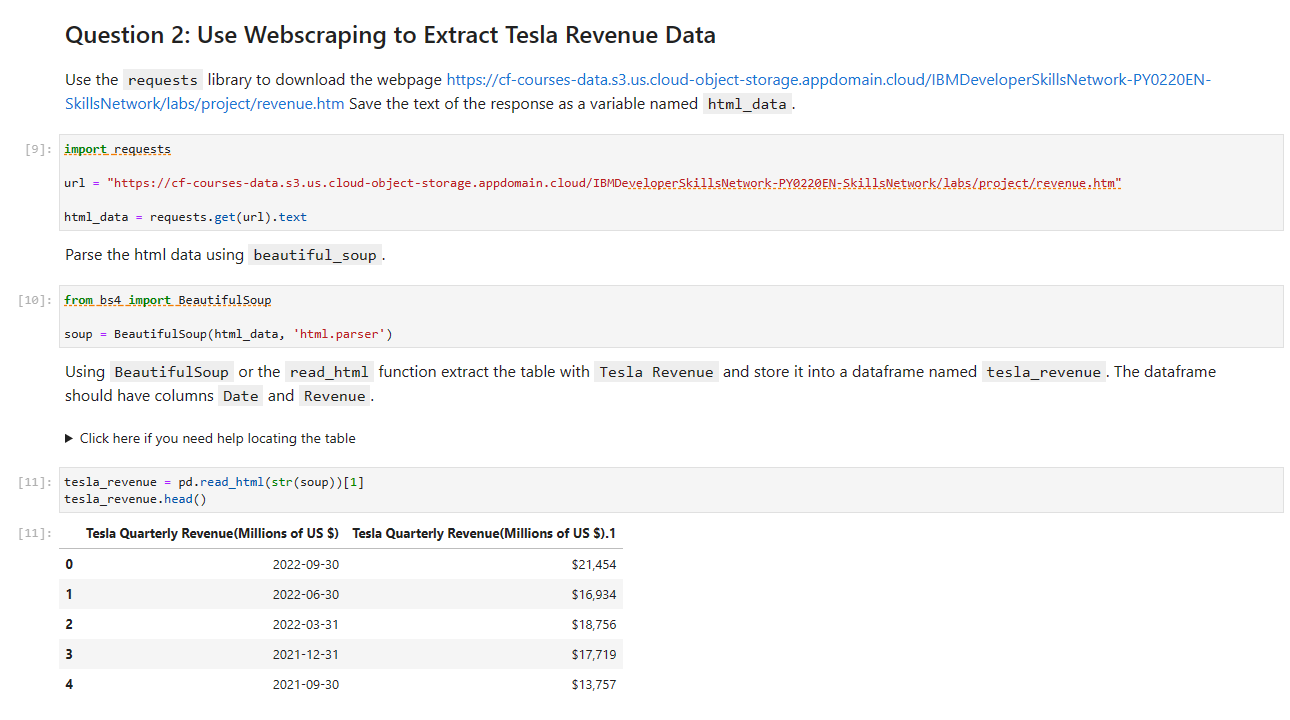 Question 2: Use Webscraping to Extract Tesla Revenue Data
Use the requests library to download the webpage https://cf-courses-data.s3.us.cloud-object-storage.appdomain.cloud/IBMDeveloperSkillsNetwork-PY0220EN-
SkillsNetwork/labs/project/revenue.htm Save the text of the response as a variable named html_data.
[9]: import requests
url = "https://cf-courses-data.s3.us.cloud-object-storage.appdomain.cloud/IBMDeveloperSkillsNetwork-PY0220EN-SkillsNetwork/labs/project/revenue.htm"
html_data = requests.get(url).text
Parse the html data using beautiful_soup.
[10]: from bs4 import BeautifulSoup
soup = BeautifulSoup(html_data, 'html.parser')
Using BeautifulSoup or the read_html function extract the table with Tesla Revenue and store it into a dataframe named tesla_revenue. The dataframe
should have columns Date and Revenue.
▶ Click here if you need help locating the table
[11]: tesla_revenue = pd.read_html(str(soup))[1]
tesla_revenue.head()
[11]: Tesla Quarterly Revenue(Millions of US $) Tesla Quarterly Revenue(Millions of US $).1
0 2022-09-30 $21,454
1 2022-06-30 $16,934
2 2022-03-31 $18,756
3 2021-12-31 $17,719
4 2021-09-30 $13,757